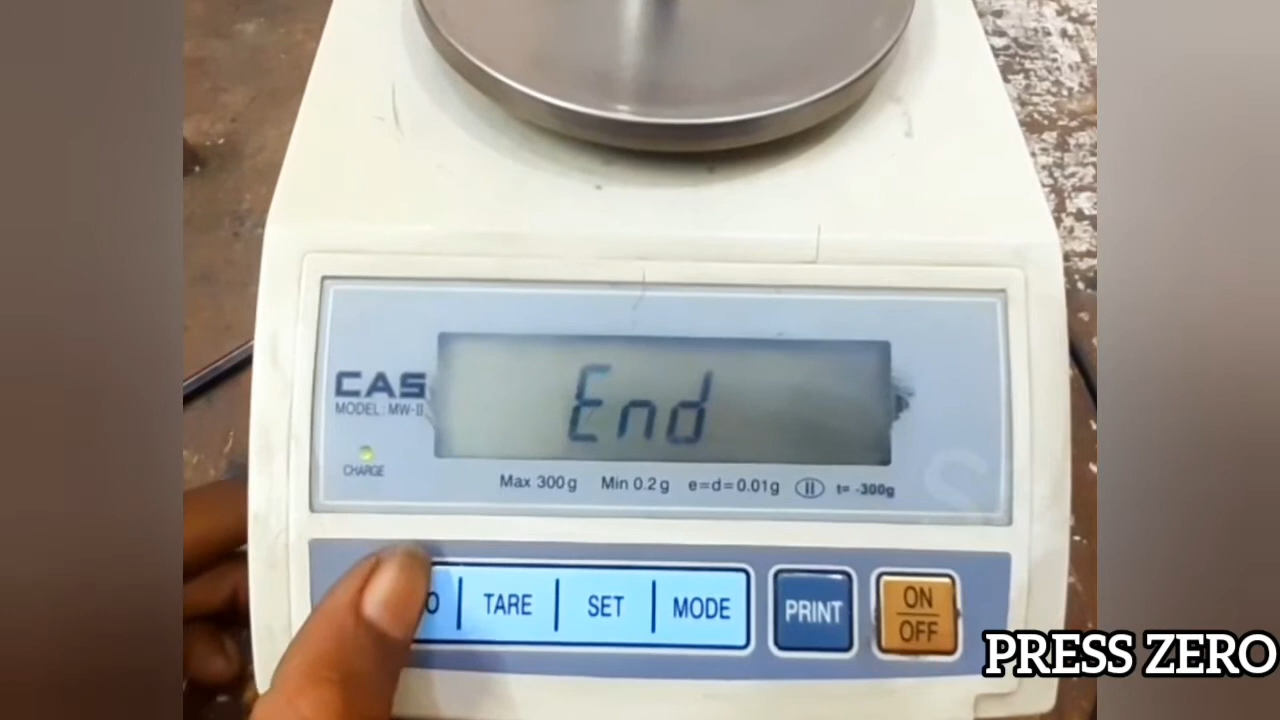 CAS
MODEL: MW-II
End
CHARGE
Max 300g Min 0.2g e=d=0.01g II t= -300g
TARE SET MODE PRINT ON
OFF
PRESS ZERO